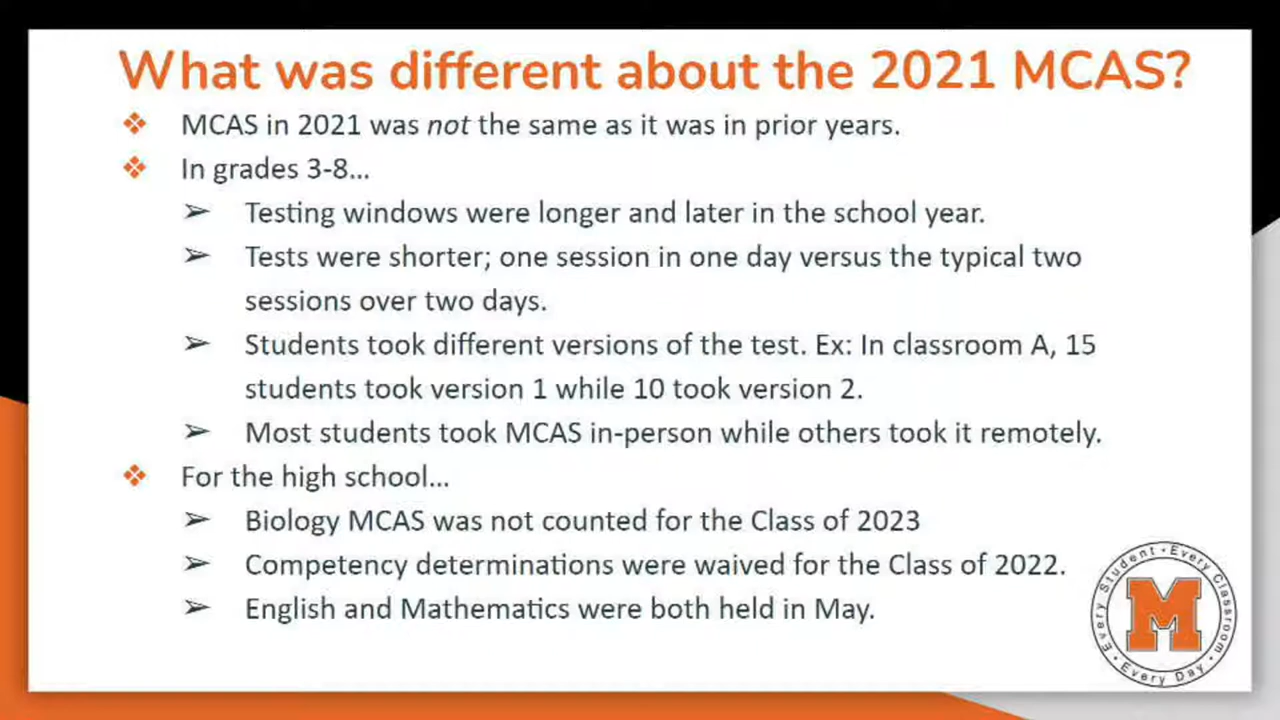 What was different about the 2021 MCAS?
❖ MCAS in 2021 was not the same as it was in prior years.
❖ In grades 3-8...
➢ Testing windows were longer and later in the school year.
➢ Tests were shorter; one session in one day versus the typical two
sessions over two days.
➢ Students took different versions of the test. Ex: In classroom A, 15
students took version 1 while 10 took version 2.
➢ Most students took MCAS in-person while others took it remotely.
❖ For the high school...
➢ Biology MCAS was not counted for the Class of 2023
➢ Competency determinations were waived for the Class of 2022.
➢ English and Mathematics were both held in May.
Every Student • Every Classroom • Every Day •
M